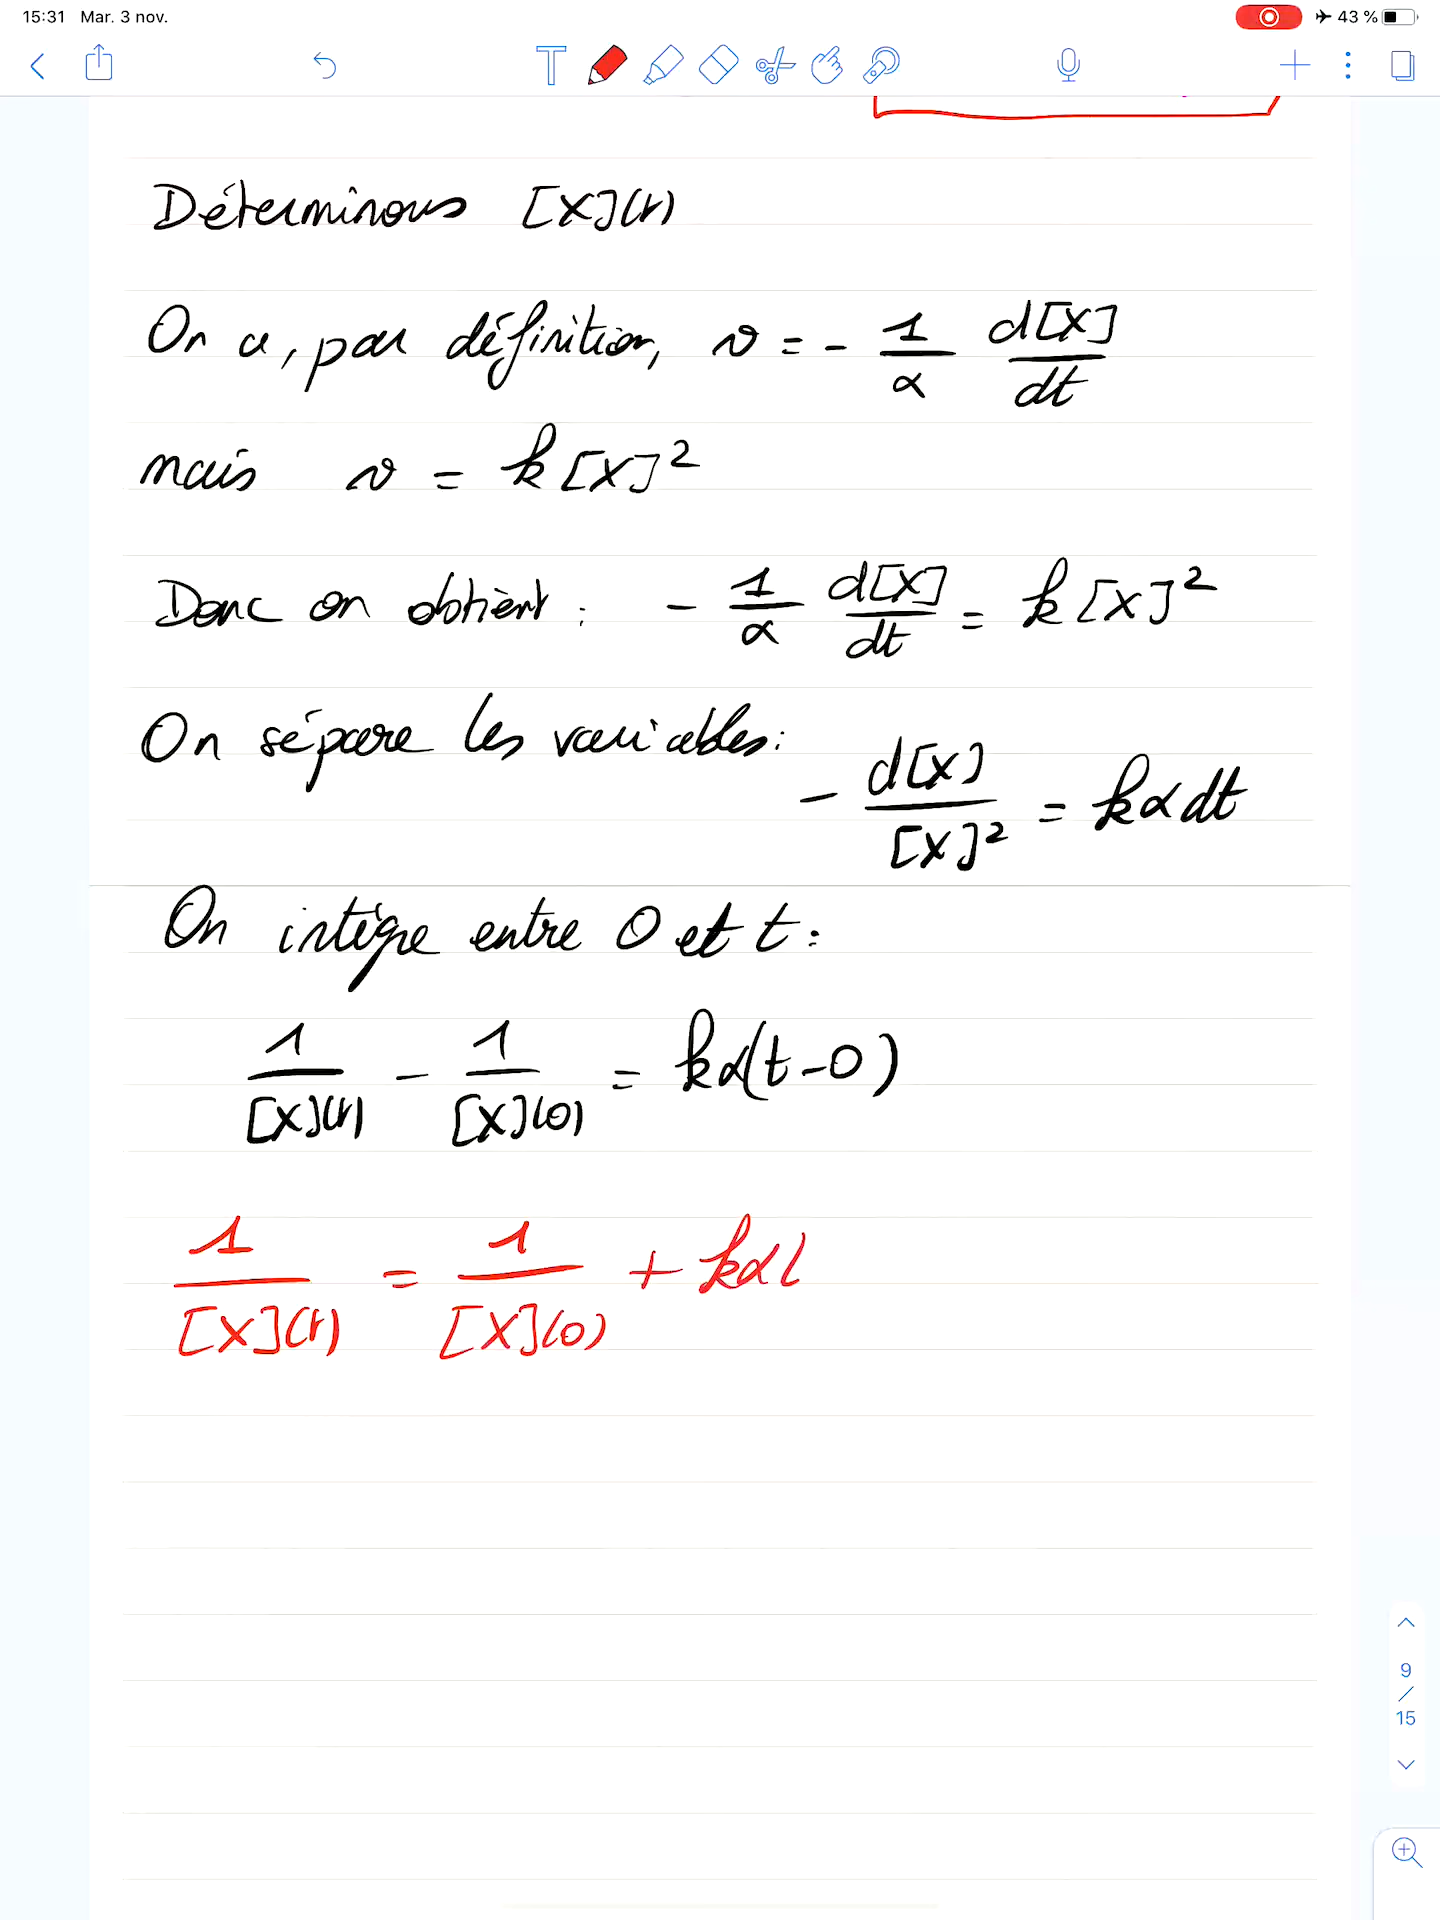 15:31 Mar. 3 nov. 43 %
T
Déterminons [X](t)
On a, par définition, v = - 1/α d[X]/dt
mais v = k[X]²
Donc on obtient : - 1/α d[X]/dt = k[X]²
On sépare les variables :
- d[X]/[X]² = kαdt
On intègre entre 0 et t :
1/[X](t) - 1/[X](0) = kα(t-0)
1/[X](t) = 1/[X](0) + kα
9
/
15